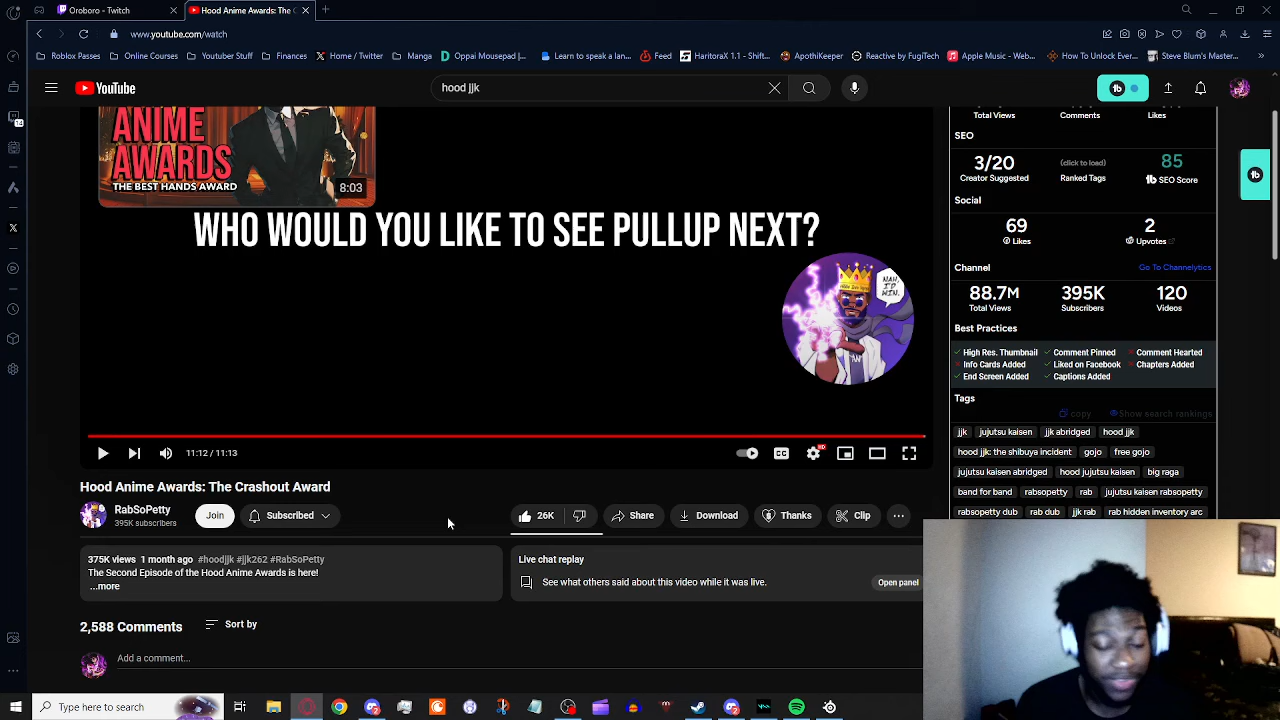 Oroboro - Twitch
Hood Anime Awards: The C
www.youtube.com/watch
Roblox Passes
Online Courses
Youtuber Stuff
Finances
Home / Twitter
Manga
Oppai Mousepad |...
Learn to speak a lan...
Feed
HaritoraX 1.1 - Shift...
ApothiKeeper
Reactive by FugiTech
Apple Music - Web...
How To Unlock Ever...
Steve Blum's Master...
14
YouTube
hood jjk
ANIME
AWARDS
THE BEST HANDS AWARD
8:03
WHO WOULD YOU LIKE TO SEE PULLUP NEXT?
NAH, I'D WIN.
11:12 / 11:13
CC
HD
Hood Anime Awards: The Crashout Award
RabSoPetty
395K subscribers
Join
Subscribed
26K
Share
Download
Thanks
Clip
375K views 1 month ago #hoodjjk #jjk262 #RabSoPetty
The Second Episode of the Hood Anime Awards is here!
...more
Live chat replay
See what others said about this video while it was live.
Open panel
2,588 Comments
Sort by
Add a comment...
Total Views
Comments
Likes
SEO
3/20
Creator Suggested
(click to load)
Ranked Tags
85
SEO Score
Social
69
Likes
2
Upvotes
Channel
Go To Channelytics
88.7M
Total Views
395K
Subscribers
120
Videos
Best Practices
High Res. Thumbnail
Comment Pinned
Comment Hearted
Info Cards Added
Liked on Facebook
Chapters Added
End Screen Added
Captions Added
Tags
copy
Show search rankings
jjk
jujutsu kaisen
jjk abridged
hood jjk
hood jjk: the shibuya incident
gojo
free gojo
jujutsu kaisen abridged
hood jujutsu kaisen
big raga
band for band
rabsopetty
rab
jujutsu kaisen rabsopetty
rabsopetty dub
rab dub
jjk rab
rab hidden inventory arc
Type here to search